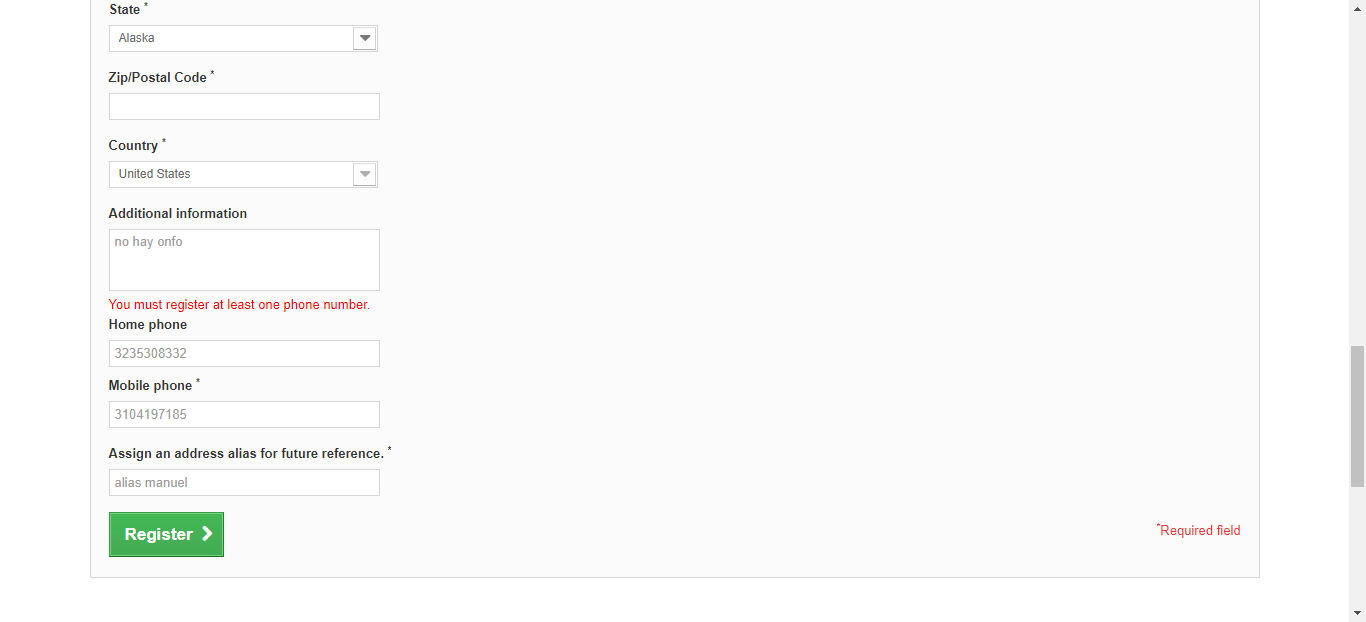 State *
Alaska
Zip/Postal Code *
Country *
United States
Additional information
no hay onfo
You must register at least one phone number.
Home phone
3235308332
Mobile phone *
3104197185
Assign an address alias for future reference. *
alias manuel
Register
*Required field